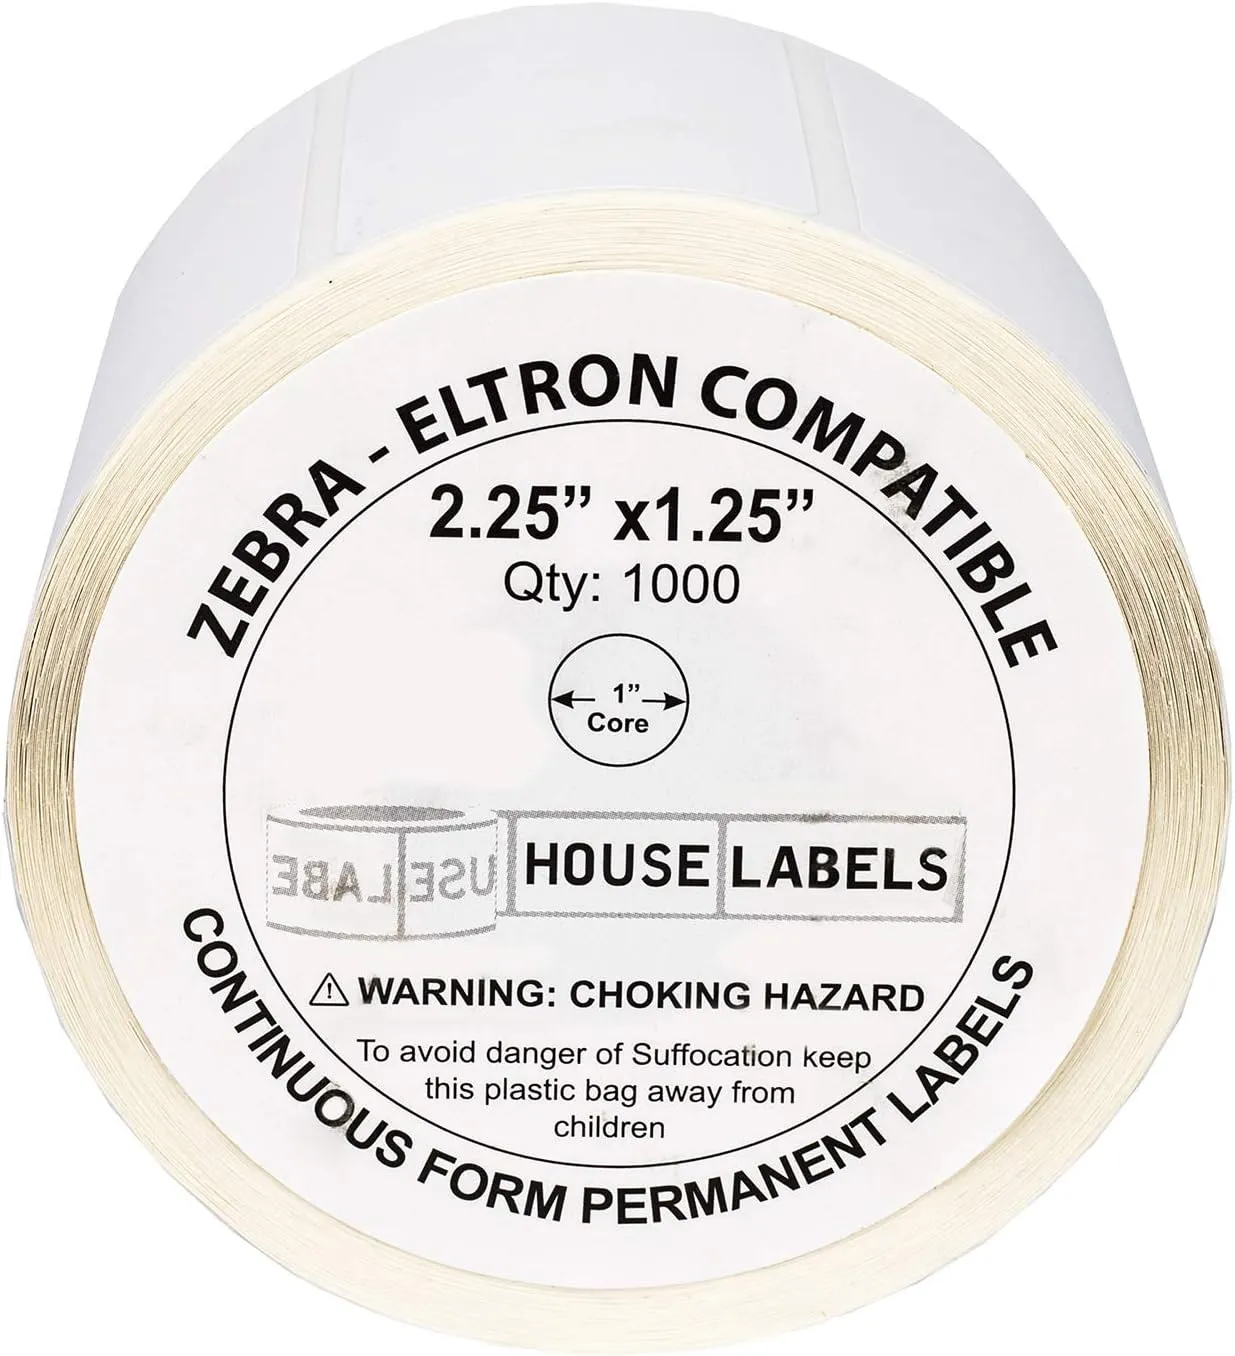 ZEBRA - ELTRON COMPATIBLE
2.25” x1.25”
Qty: 1000
1”
Core
HOUSE LABELS
USE LABE
WARNING: CHOKING HAZARD
To avoid danger of Suffocation keep
this plastic bag away from
children
CONTINUOUS FORM PERMANENT LABELS